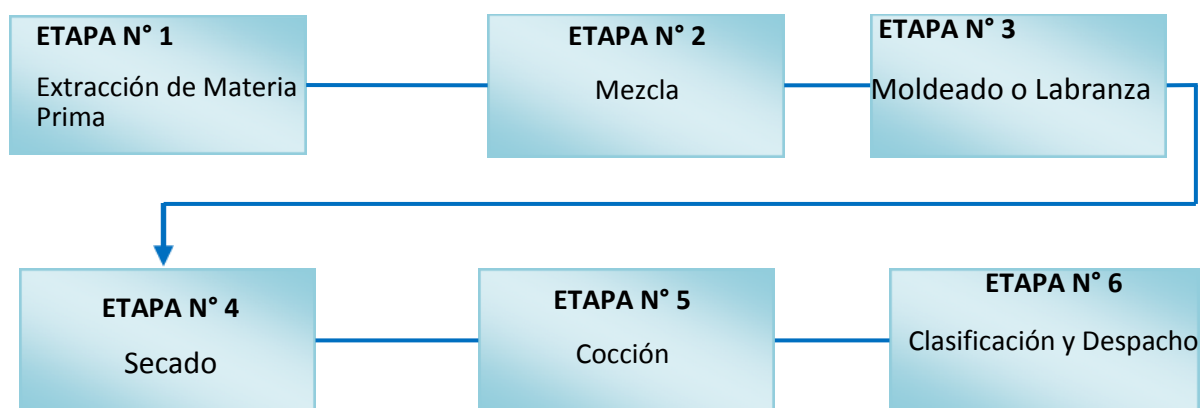 ETAPA N° 1
Extracción de Materia
Prima
ETAPA N° 2
Mezcla
ETAPA N° 3
Moldeado o Labranza
ETAPA N° 4
Secado
ETAPA N° 5
Cocción
ETAPA N° 6
Clasificación y Despacho